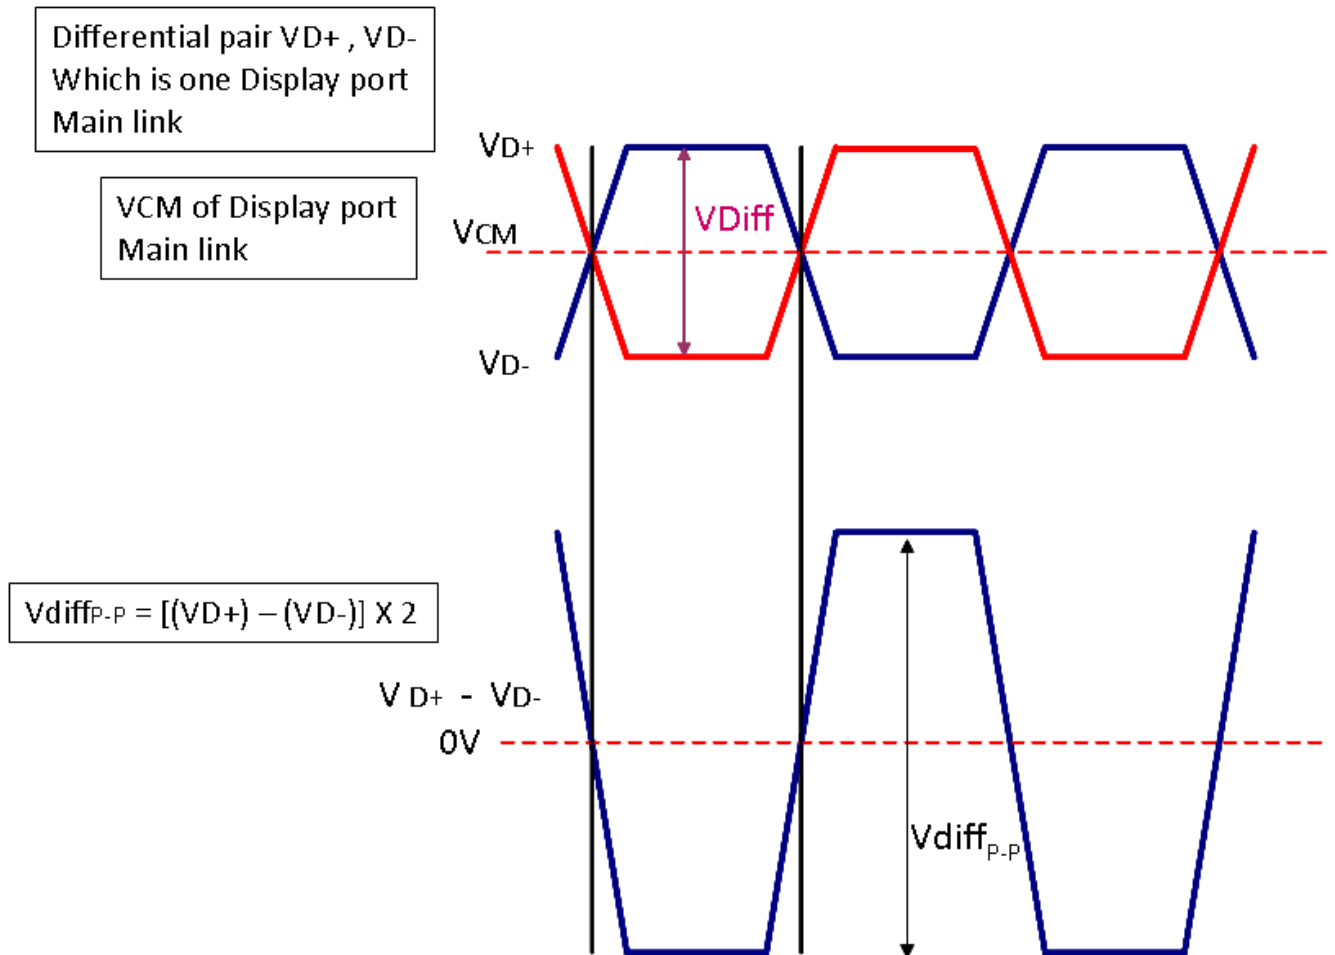 Differential pair VD+ , VD-
Which is one Display port
Main link
VD+
VCM of Display port
Main link
VDiff
VCM
VD-
VdiffP-P = [(VD+) – (VD-)] X 2
V D+ - VD-
0V
VdiffP-P